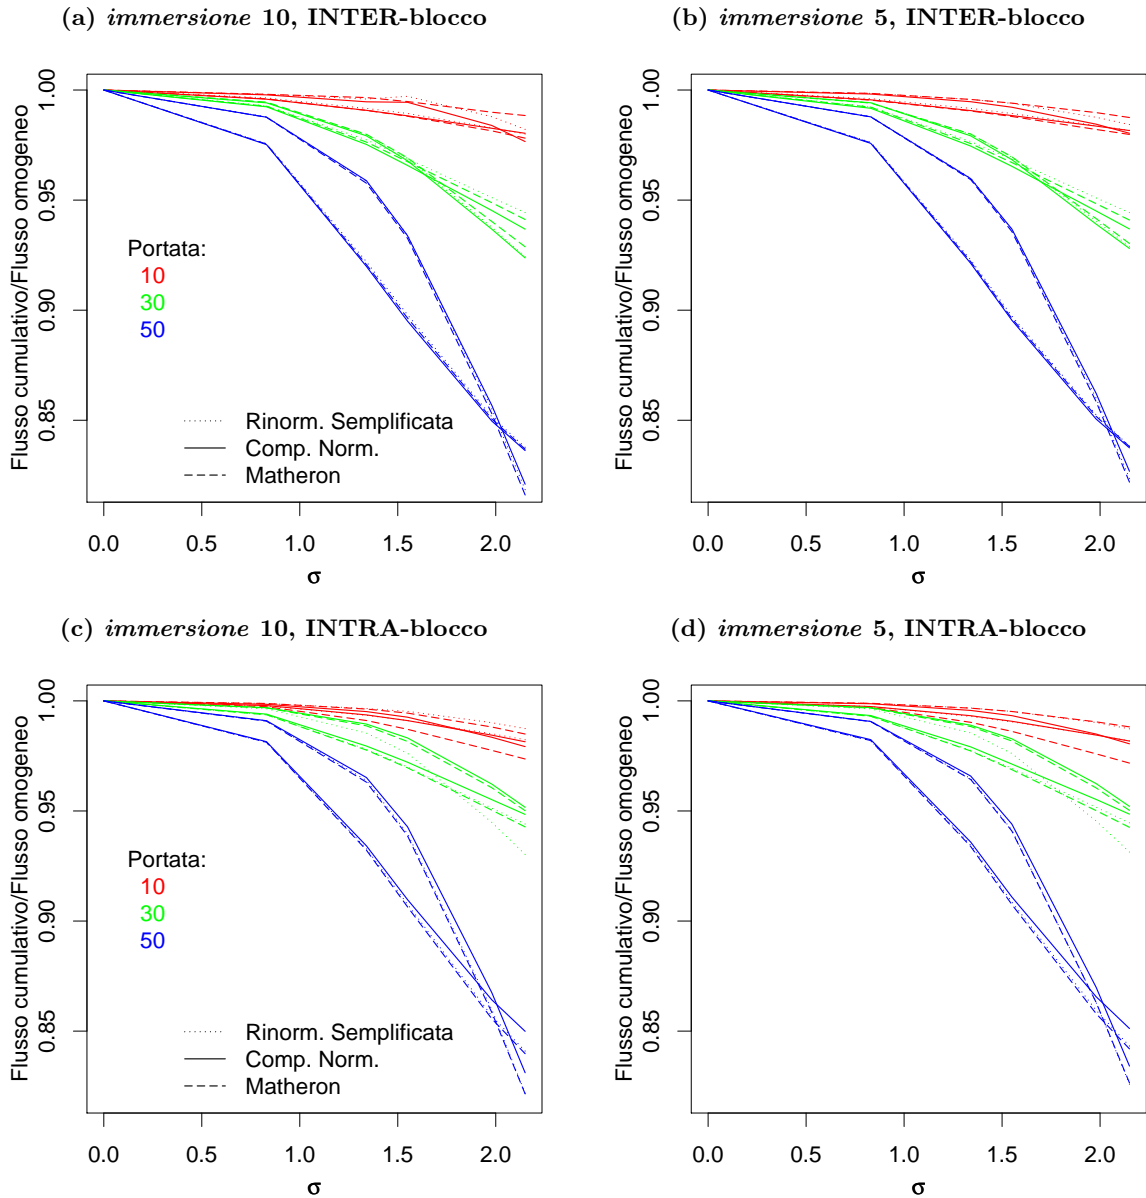 (a) immersione 10, INTER-blocco
Flusso cumulativo/Flusso omogeneo
1.00
0.95
0.90
0.85
Portata:
10
30
50
Rinorm. Semplificata
Comp. Norm.
Matheron
0.0 0.5 1.0 1.5 2.0
σ
(b) immersione 5, INTER-blocco
Flusso cumulativo/Flusso omogeneo
1.00
0.95
0.90
0.85
0.0 0.5 1.0 1.5 2.0
σ
(c) immersione 10, INTRA-blocco
Flusso cumulativo/Flusso omogeneo
1.00
0.95
0.90
0.85
Portata:
10
30
50
Rinorm. Semplificata
Comp. Norm.
Matheron
0.0 0.5 1.0 1.5 2.0
σ
(d) immersione 5, INTRA-blocco
Flusso cumulativo/Flusso omogeneo
1.00
0.95
0.90
0.85
0.0 0.5 1.0 1.5 2.0
σ